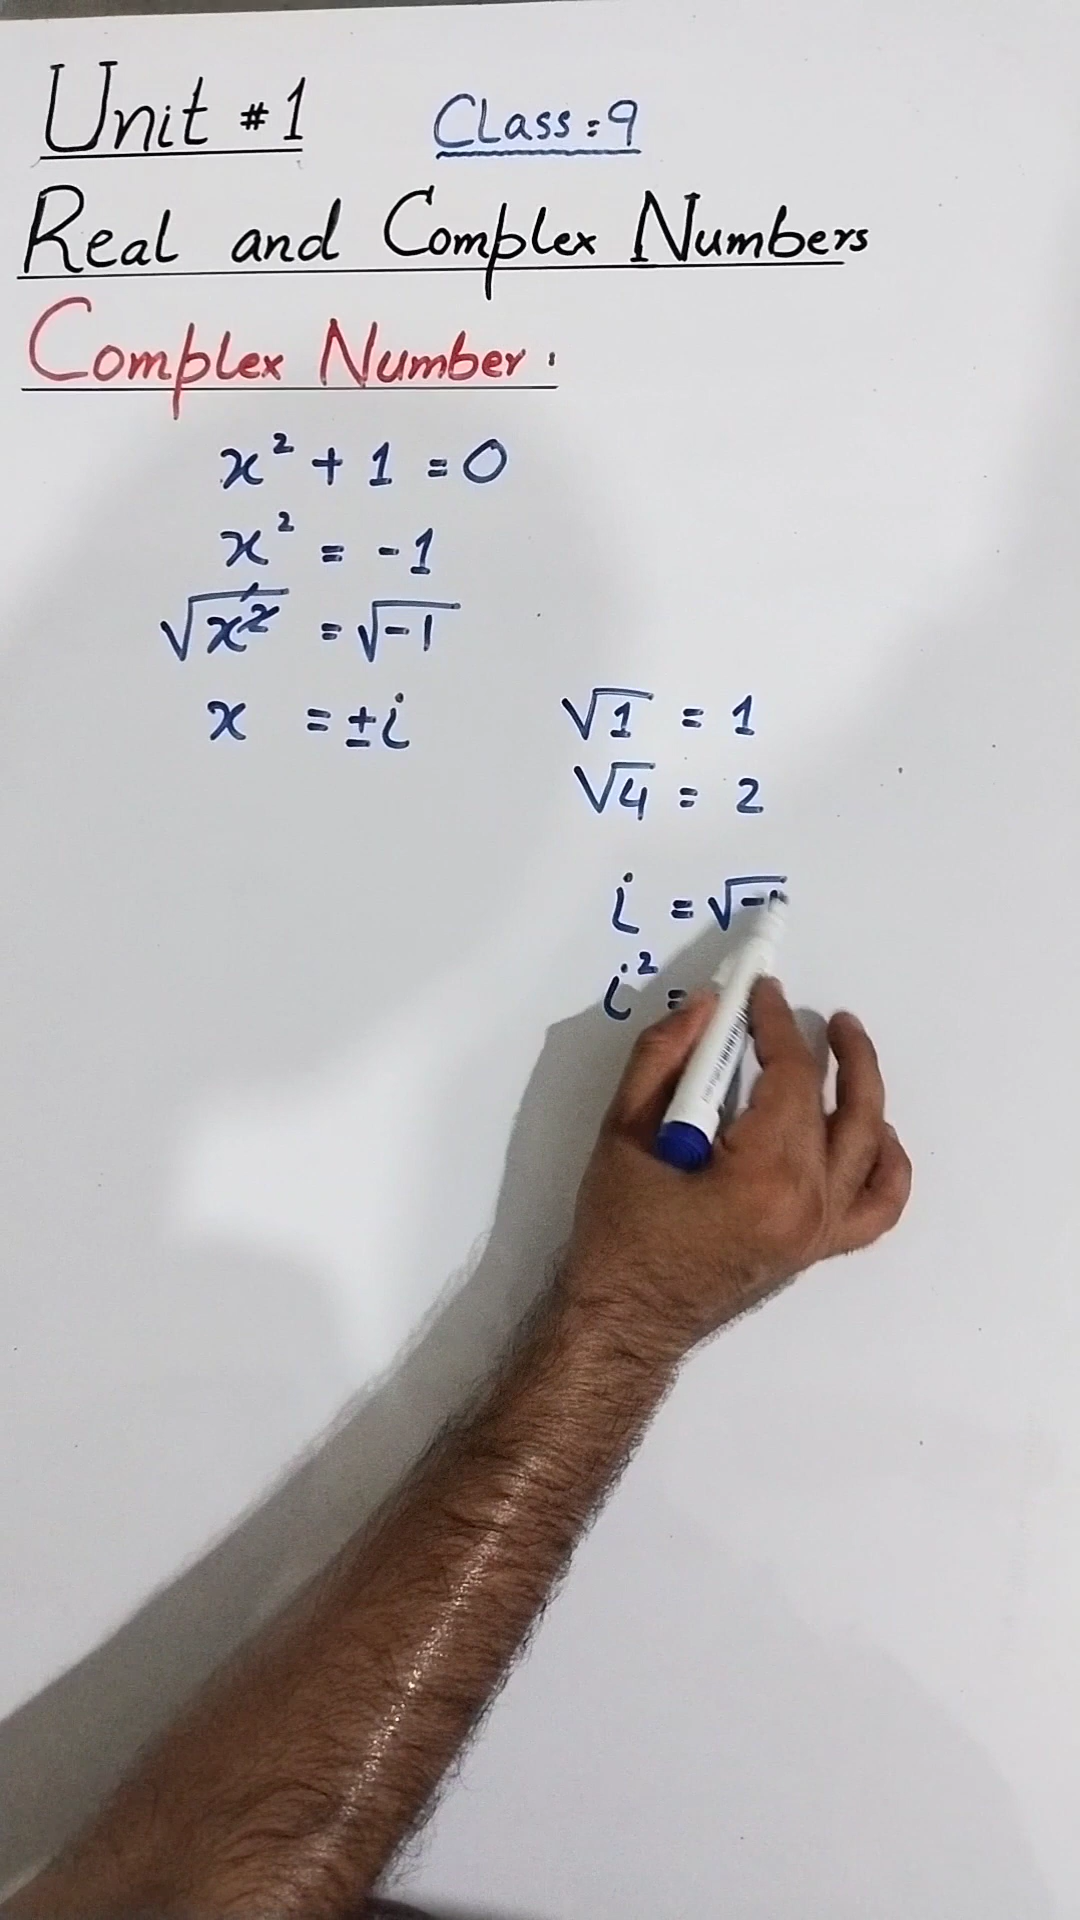 Unit #1 Class:9
Real and Complex Numbers
Complex Number.
x² + 1 = 0
x² = -1
√x² = √-1
x = ±i
√1 = 1
√4 = 2
i = √-
i² =